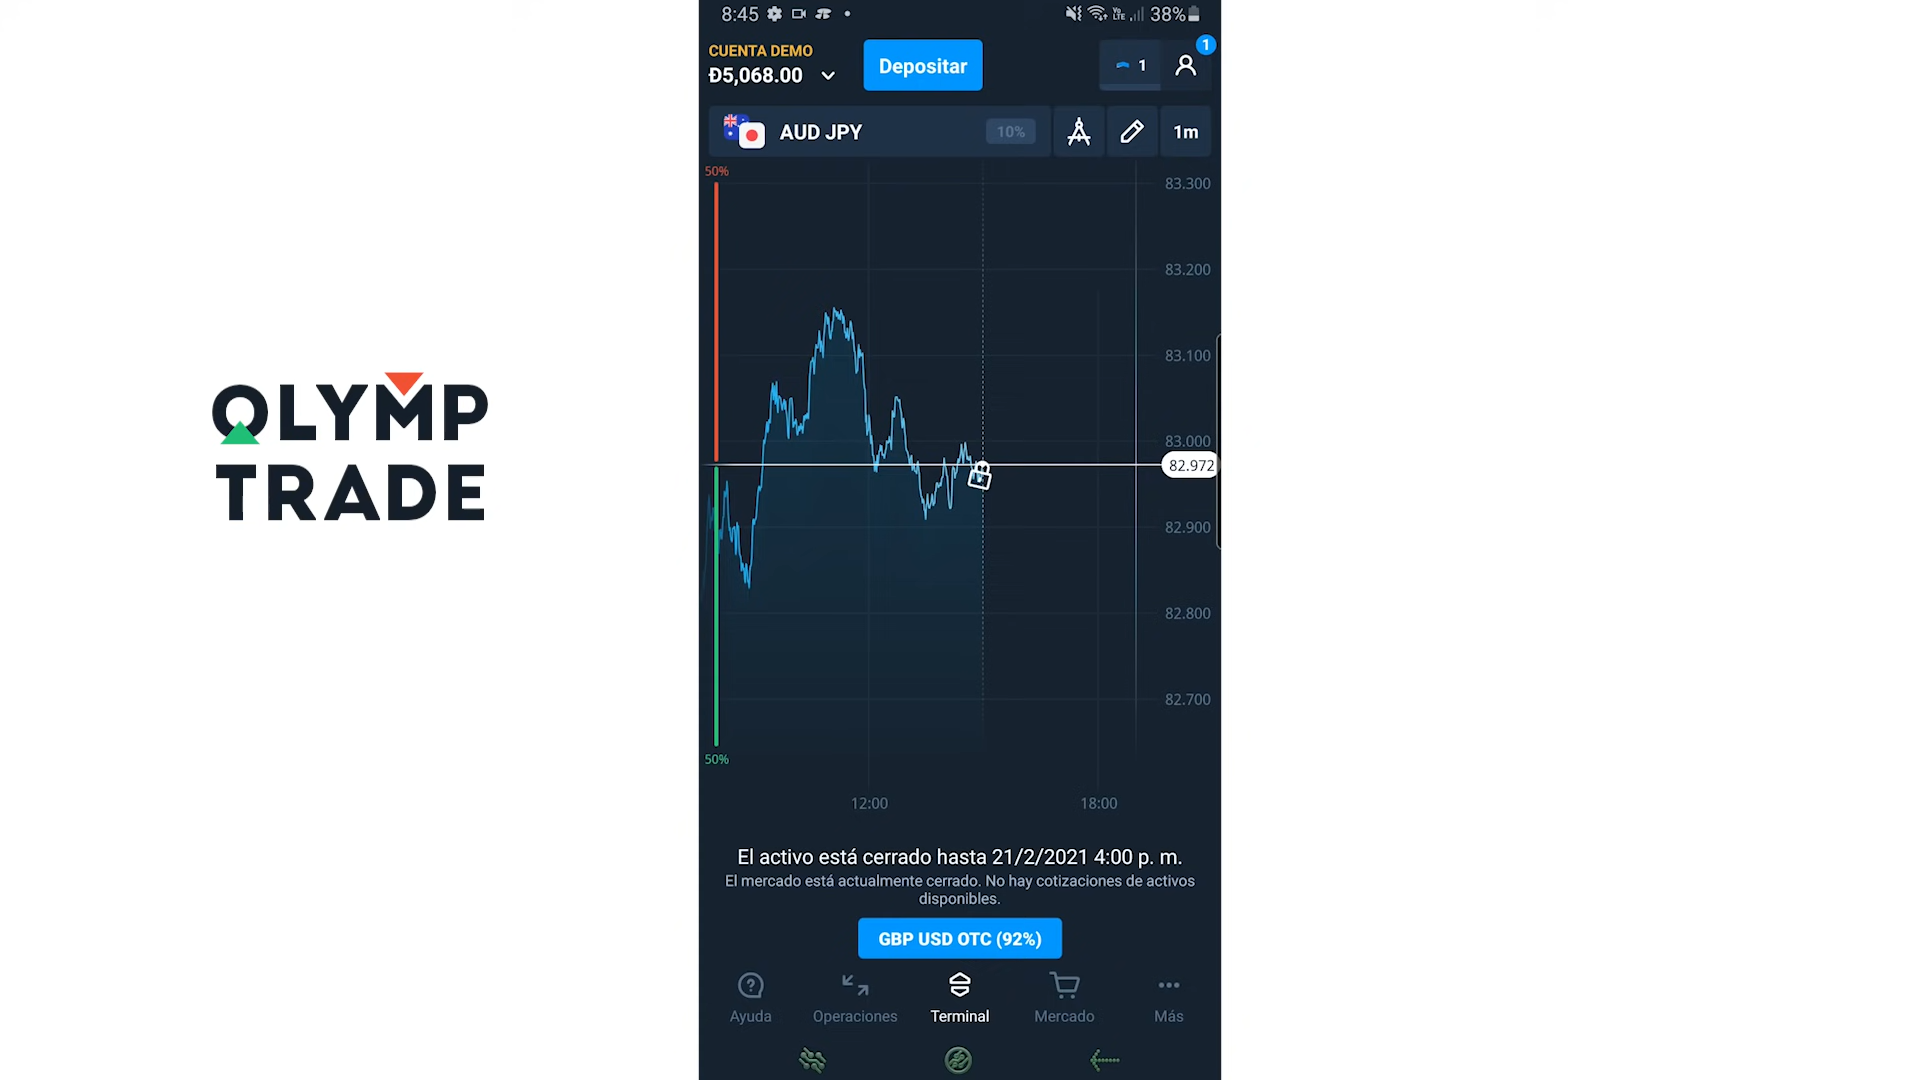 OLYMP
TRADE
8:45
Vo
LTE
38%
CUENTA DEMO
Đ5,068.00
Depositar
1
1
AUD JPY
10%
1m
50%
83.300
83.200
83.100
83.000
82.972
82.900
82.800
82.700
50%
12:00
18:00
El activo está cerrado hasta 21/2/2021 4:00 p. m.
El mercado está actualmente cerrado. No hay cotizaciones de activos
disponibles.
GBP USD OTC (92%)
Ayuda
Operaciones
Terminal
Mercado
Más